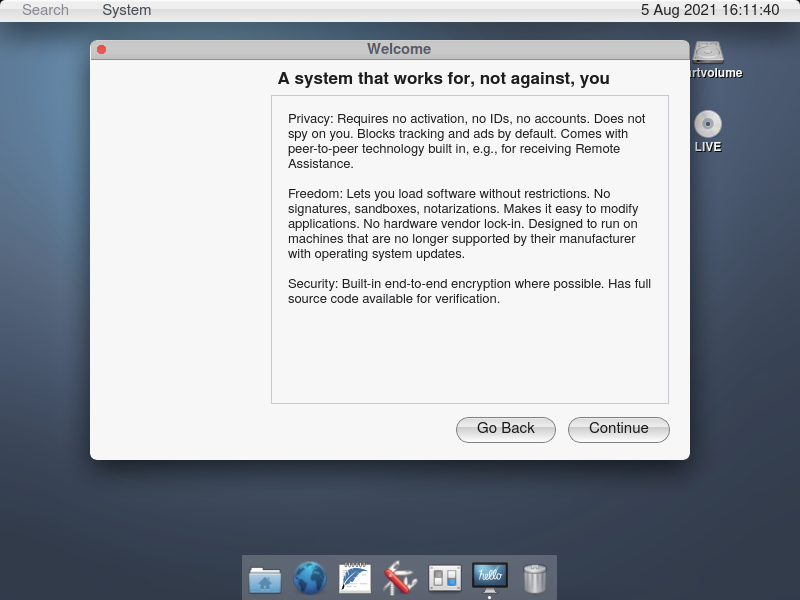 Search System 5 Aug 2021 16:11:40
Welcome
A system that works for, not against, you
Privacy: Requires no activation, no IDs, no accounts. Does not
spy on you. Blocks tracking and ads by default. Comes with
peer-to-peer technology built in, e.g., for receiving Remote
Assistance.
Freedom: Lets you load software without restrictions. No
signatures, sandboxes, notarizations. Makes it easy to modify
applications. No hardware vendor lock-in. Designed to run on
machines that are no longer supported by their manufacturer
with operating system updates.
Security: Built-in end-to-end encryption where possible. Has full
source code available for verification.
Go Back Continue
rtvolume
LIVE
hello